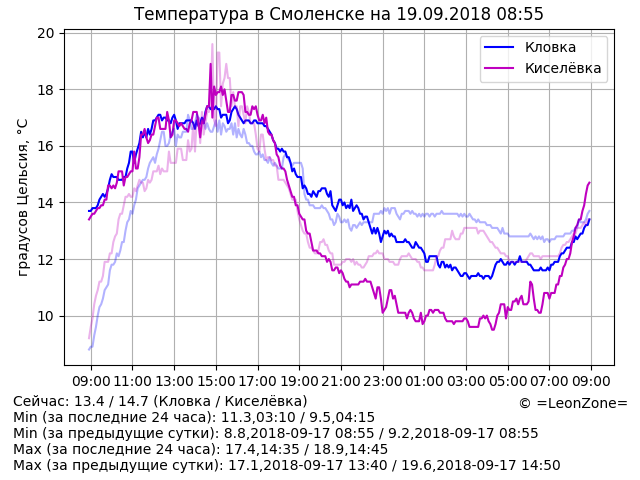 Температура в Смоленске на 19.09.2018 08:55
Кловка
Киселёвка
градусов Цельсия, °C
20
18
16
14
12
10
09:00 11:00 13:00 15:00 17:00 19:00 21:00 23:00 01:00 03:00 05:00 07:00 09:00
Сейчас: 13.4 / 14.7 (Кловка / Киселёвка)
© =LeonZone=
Min (за последние 24 часа): 11.3,03:10 / 9.5,04:15
Min (за предыдущие сутки): 8.8,2018-09-17 08:55 / 9.2,2018-09-17 08:55
Max (за последние 24 часа): 17.4,14:35 / 18.9,14:45
Max (за предыдущие сутки): 17.1,2018-09-17 13:40 / 19.6,2018-09-17 14:50